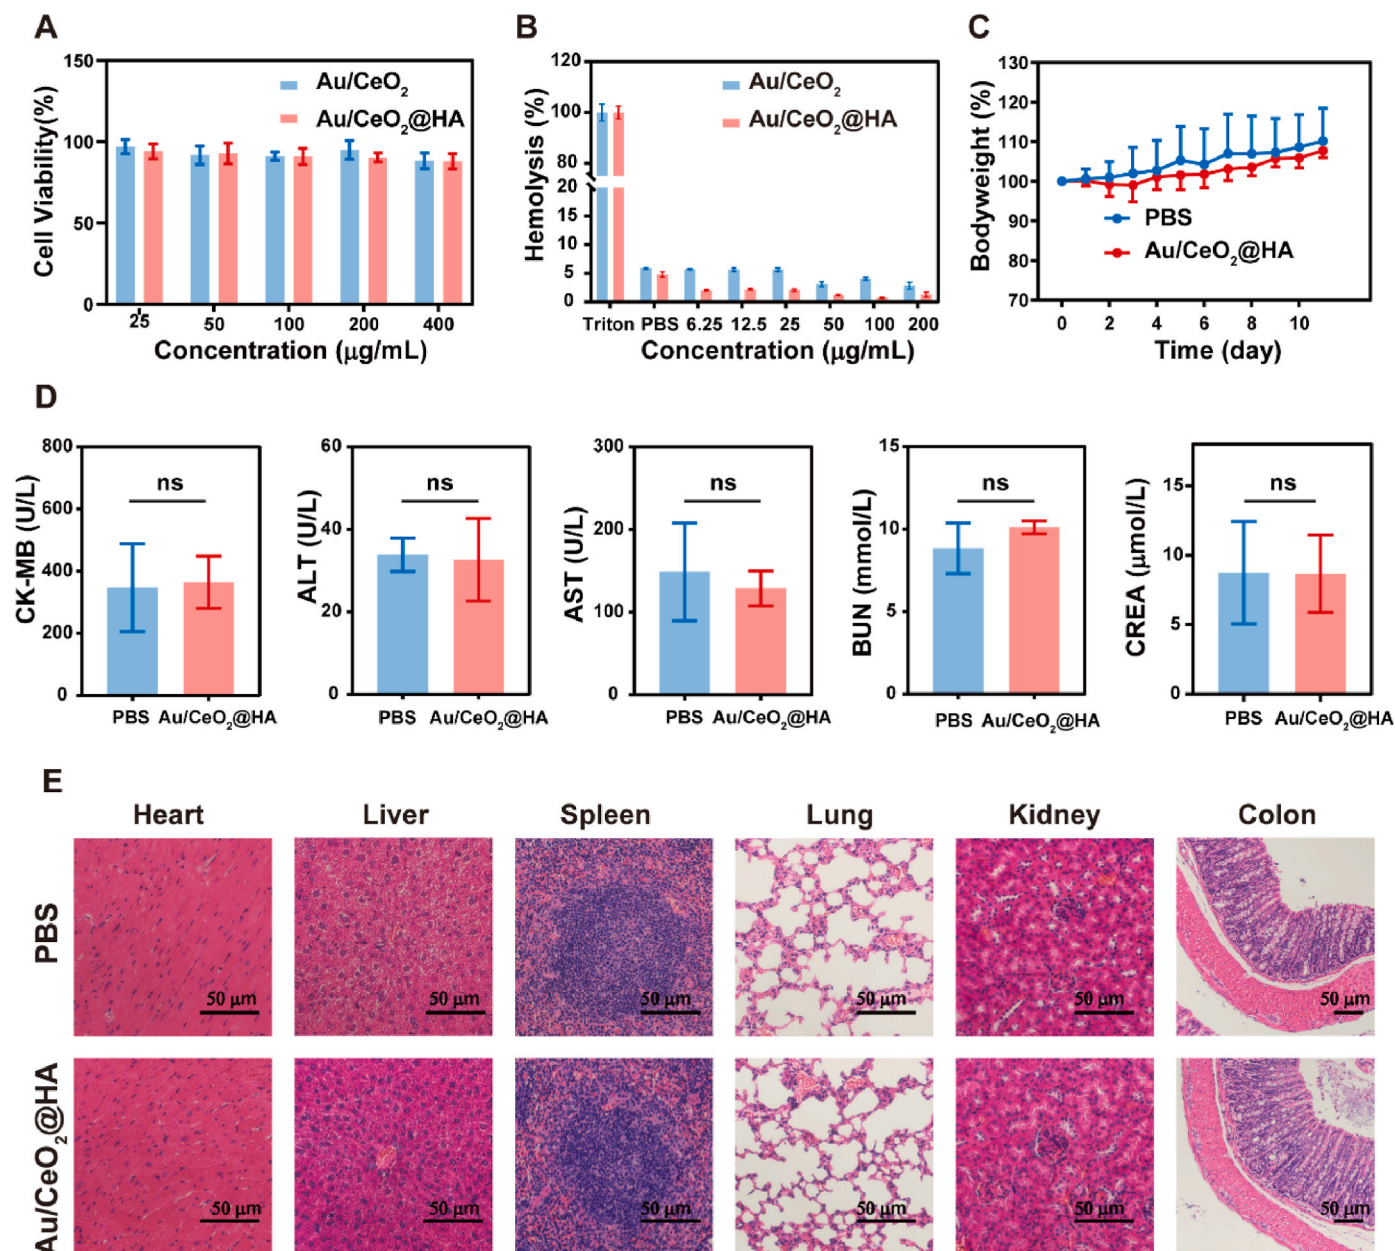 A
Cell Viability(%)
150
100
50
0
Au/CeO2
Au/CeO2@HA
25 50 100 200 400
Concentration (μg/mL)
B
Hemolysis (%)
120
100
80
20
15
10
5
0
Au/CeO2
Au/CeO2@HA
Triton PBS 6.25 12.5 25 50 100 200
Concentration (μg/mL)
C
Bodyweight (%)
130
120
110
100
90
80
70
PBS
Au/CeO2@HA
0 2 4 6 8 10
Time (day)
D
CK-MB (U/L)
800
600
400
200
0
ns
PBS Au/CeO2@HA
ALT (U/L)
60
40
20
0
ns
PBS Au/CeO2@HA
AST (U/L)
300
200
100
0
ns
PBS Au/CeO2@HA
BUN (mmol/L)
15
10
5
0
ns
PBS Au/CeO2@HA
CREA (μmol/L)
15
10
5
0
ns
PBS Au/CeO2@HA
E
Heart Liver Spleen Lung Kidney Colon
PBS
50 μm 50 μm 50 μm 50 μm 50 μm 50 μm
Au/CeO2@HA
50 μm 50 μm 50 μm 50 μm 50 μm 50 μm